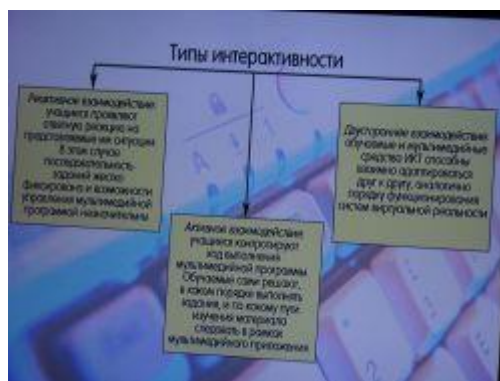 Типы интерактивности
Реактивное взаимодействие:
учащиеся проявляют
ответную реакцию на
представляемые им ситуации
В этом случае
последовательность
заданий жестко
фиксирована и возможности
управления мультимедийной
программой незначительны
Активное взаимодействие
учащиеся контролируют
ход выполнения
мультимедийной программы
Обучаемые сами решают,
в каком порядке выполнять
задания, и по какому пути
изучения материала
следовать в рамках
мультимедийного приложения
Двустороннее взаимодействие:
обучаемые и мультимедийные
средства ИКТ способны
взаимно адаптироваться
друг к другу, аналогично
порядку функционирования
систем виртуальной реальности